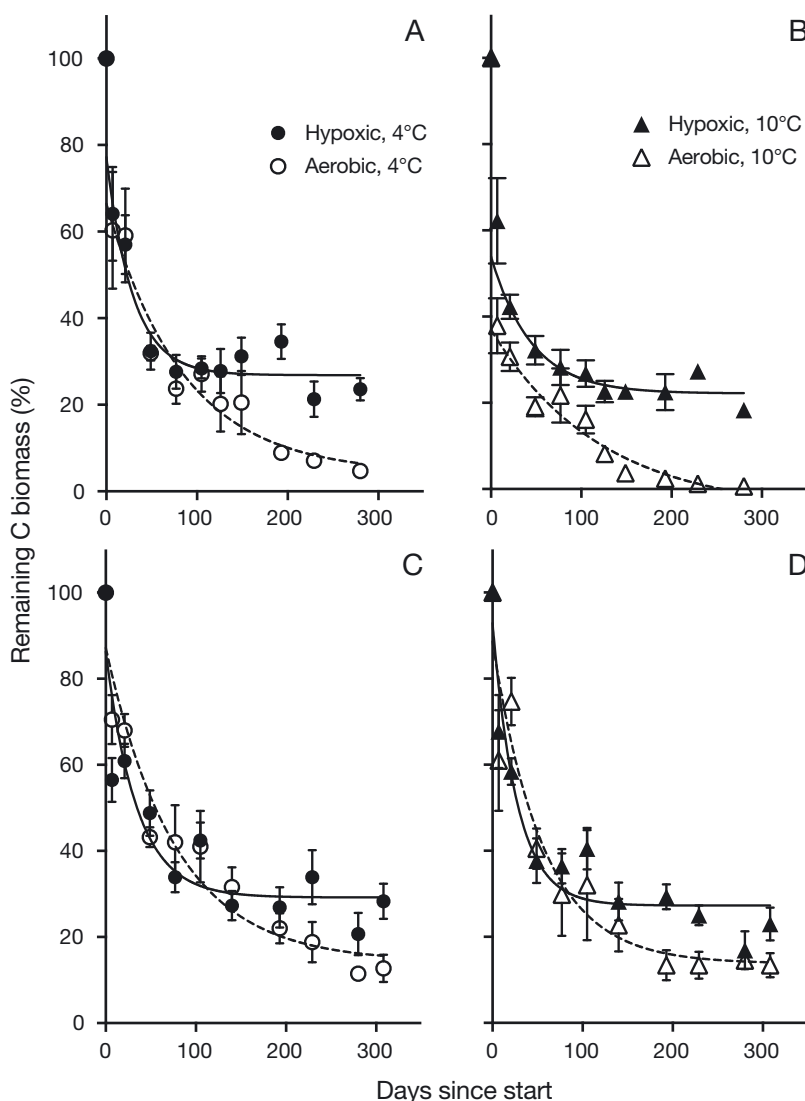 A
B
100
80
60
40
20
0
Hypoxic, 4°C
Aerobic, 4°C
Hypoxic, 10°C
Aerobic, 10°C
0 100 200 300
0 100 200 300
C
D
100
80
60
40
20
0
0 100 200 300
0 100 200 300
Remaining C biomass (%)
Days since start